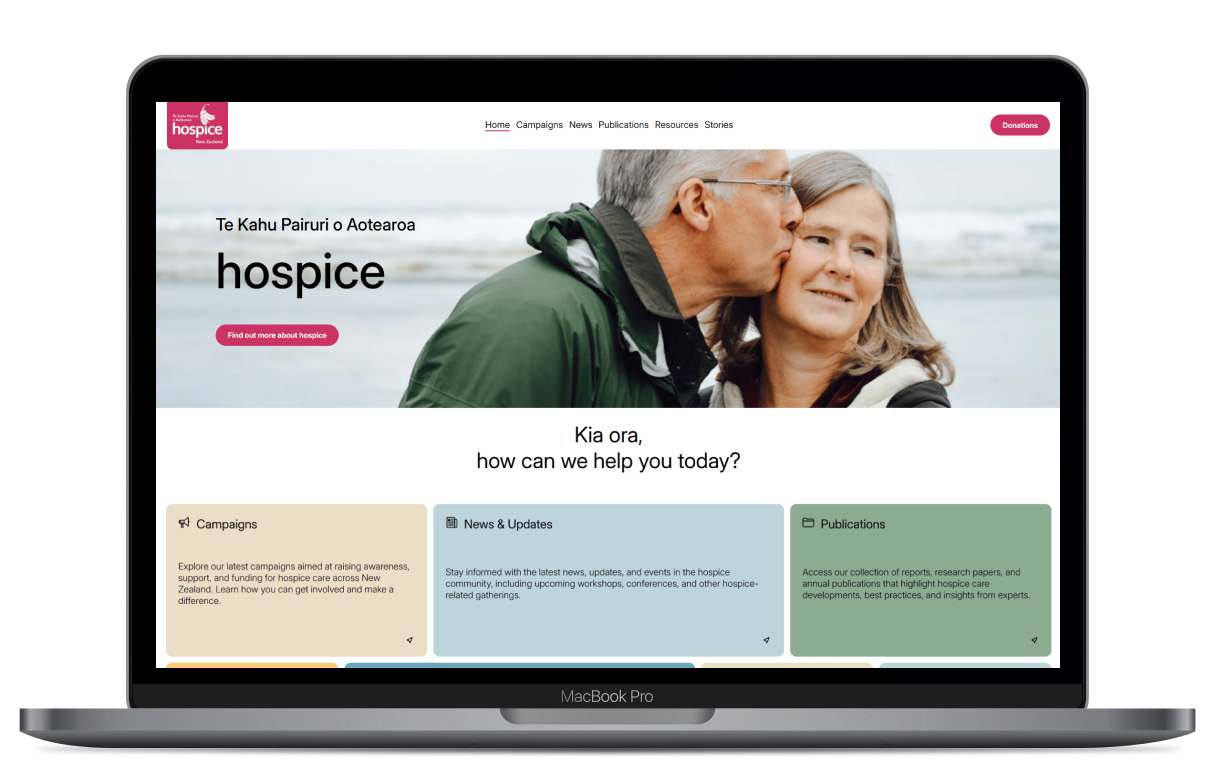 Te Kahu Pairuri
o Aotearoa
hospice
New Zealand
Home Campaigns News Publications Resources Stories
Donations
Te Kahu Pairuri o Aotearoa
hospice
Find out more about hospice
Kia ora,
how can we help you today?
Campaigns
Explore our latest campaigns aimed at raising awareness,
support, and funding for hospice care across New
Zealand. Learn how you can get involved and make a
difference.
News & Updates
Stay informed with the latest news, updates, and events in the hospice
community, including upcoming workshops, conferences, and other hospice-
related gatherings.
Publications
Access our collection of reports, research papers, and
annual publications that highlight hospice care
developments, best practices, and insights from experts.
MacBook Pro